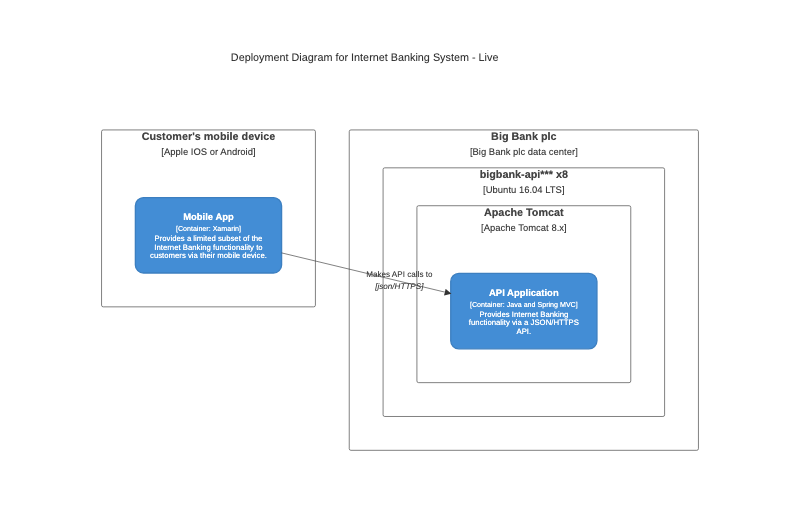 Deployment Diagram for Internet Banking System - Live
Customer's mobile device
[Apple IOS or Android]
Mobile App
[Container: Xamarin]
Provides a limited subset of the
Internet Banking functionality to
customers via their mobile device.
Makes API calls to
[json/HTTPS]
Big Bank plc
[Big Bank plc data center]
bigbank-api*** x8
[Ubuntu 16.04 LTS]
Apache Tomcat
[Apache Tomcat 8.x]
API Application
[Container: Java and Spring MVC]
Provides Internet Banking
functionality via a JSON/HTTPS
API.